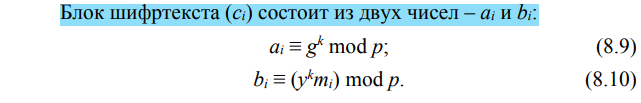 Блок шифртекста (cᵢ) состоит из двух чисел – aᵢ и bᵢ:
aᵢ ≡ gᵏ mod p; (8.9)
bᵢ ≡ (yᵏmᵢ) mod p. (8.10)